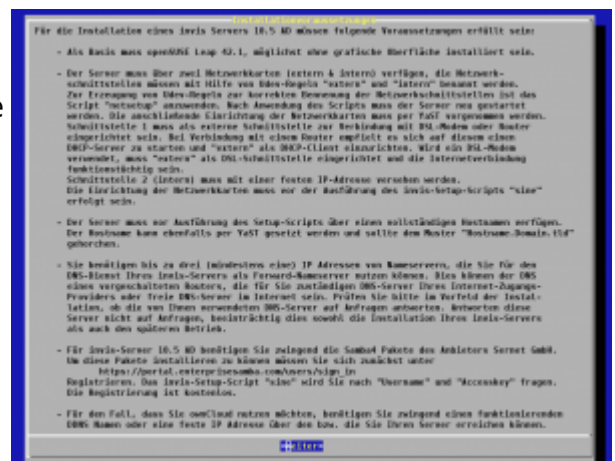 e
Installationsvoraussetzungen
Für die Installation eines invis Servers 10.5 AD müssen folgende Voraussetzungen erfüllt sein:
- Als Basis muss openSUSE Leap 42.1, möglichst ohne grafische Oberfläche installiert sein.
- Der Server muss über zwei Netzwerkkarten (extern & intern) verfügen, die Netzwerk-
schnittstellen müssen mit Hilfe von Udev-Regeln "extern" und "intern" benannt werden.
Zur Erzeugung von Udev-Regeln zur korrekten Benennung der Netzwerkschnittstellen ist das
Script "netsetup" anzuwenden. Nach Anwendung des Scripts muss der Server neu gestartet
werden. Die anschließende Einrichtung der Netzwerkkarten muss per YaST vorgenommen werden.
Schnittstelle 1 muss als externe Schnittstelle zur Verbindung mit DSL-Modem oder Router
eingerichtet sein. Bei Verbindung mit einem Router empfielt es sich auf diesem einen
DHCP-Server zu starten und "extern" als DHCP-Client einzurichten. Wird ein DSL-Modem
verwendet, muss "extern" als DSL-Schnittstelle eingerichtet und die Internetverbindung
funktionstüchtig sein.
Schnittstelle 2 (intern) muss mit einer festen IP-Adresse versehen werden.
Die Einrichtung der Netzwerkkarten muss vor der Ausführung des invis-Setup-Scripts "sine"
erfolgt sein.
- Der Server muss vor Ausführung des Setup-Scripts über einen vollständigen Hostnamen verfügen.
Der Hostname kann ebenfalls per YaST gesetzt werden und sollte dem Muster "Hostname.Domain.tld"
gehorchen.
- Sie benötigen bis zu drei (mindestens eine) IP Adressen von Nameservern, die Sie für den
DNS-Dienst Ihres invis-Servers als Forward-Nameserver nutzen können. Dies können der DNS
eines vorgeschalteten Routers, die für Sie zuständigen DNS-Server Ihres Internet-Zugangs-
Providers oder freie DNS-Server im Internet sein. Prüfen Sie bitte im Vorfeld der Instal-
lation, ob die von Ihnen verwendeten DNS-Server auf Anfragen antworten. Antworten diese
Server nicht auf Anfragen, beeinträchtig dies sowohl die Installation Ihres invis-Servers
als auch den späteren Betrieb.
- Für invis-Server 10.5 AD benötigen Sie zwingend die Samba4 Pakete des Anbieters Sernet GmbH.
Um diese Pakete installieren zu können müssen Sie sich zunächst unter
https://portal.enterprisesamba.com/users/sign_in
Registrieren. Das invis-Setup-Script "sine" wird Sie nach "Username" und "Accesskey" fragen.
Die Registrierung ist kostenlos.
- Für den Fall, dass Sie ownCloud nutzen möchten, benötigen Sie zwingend einen funktionierenden
DDNS Namen oder eine feste IP Adresse über den bzw. die Sie Ihren Server erreichen können.
Weiter>